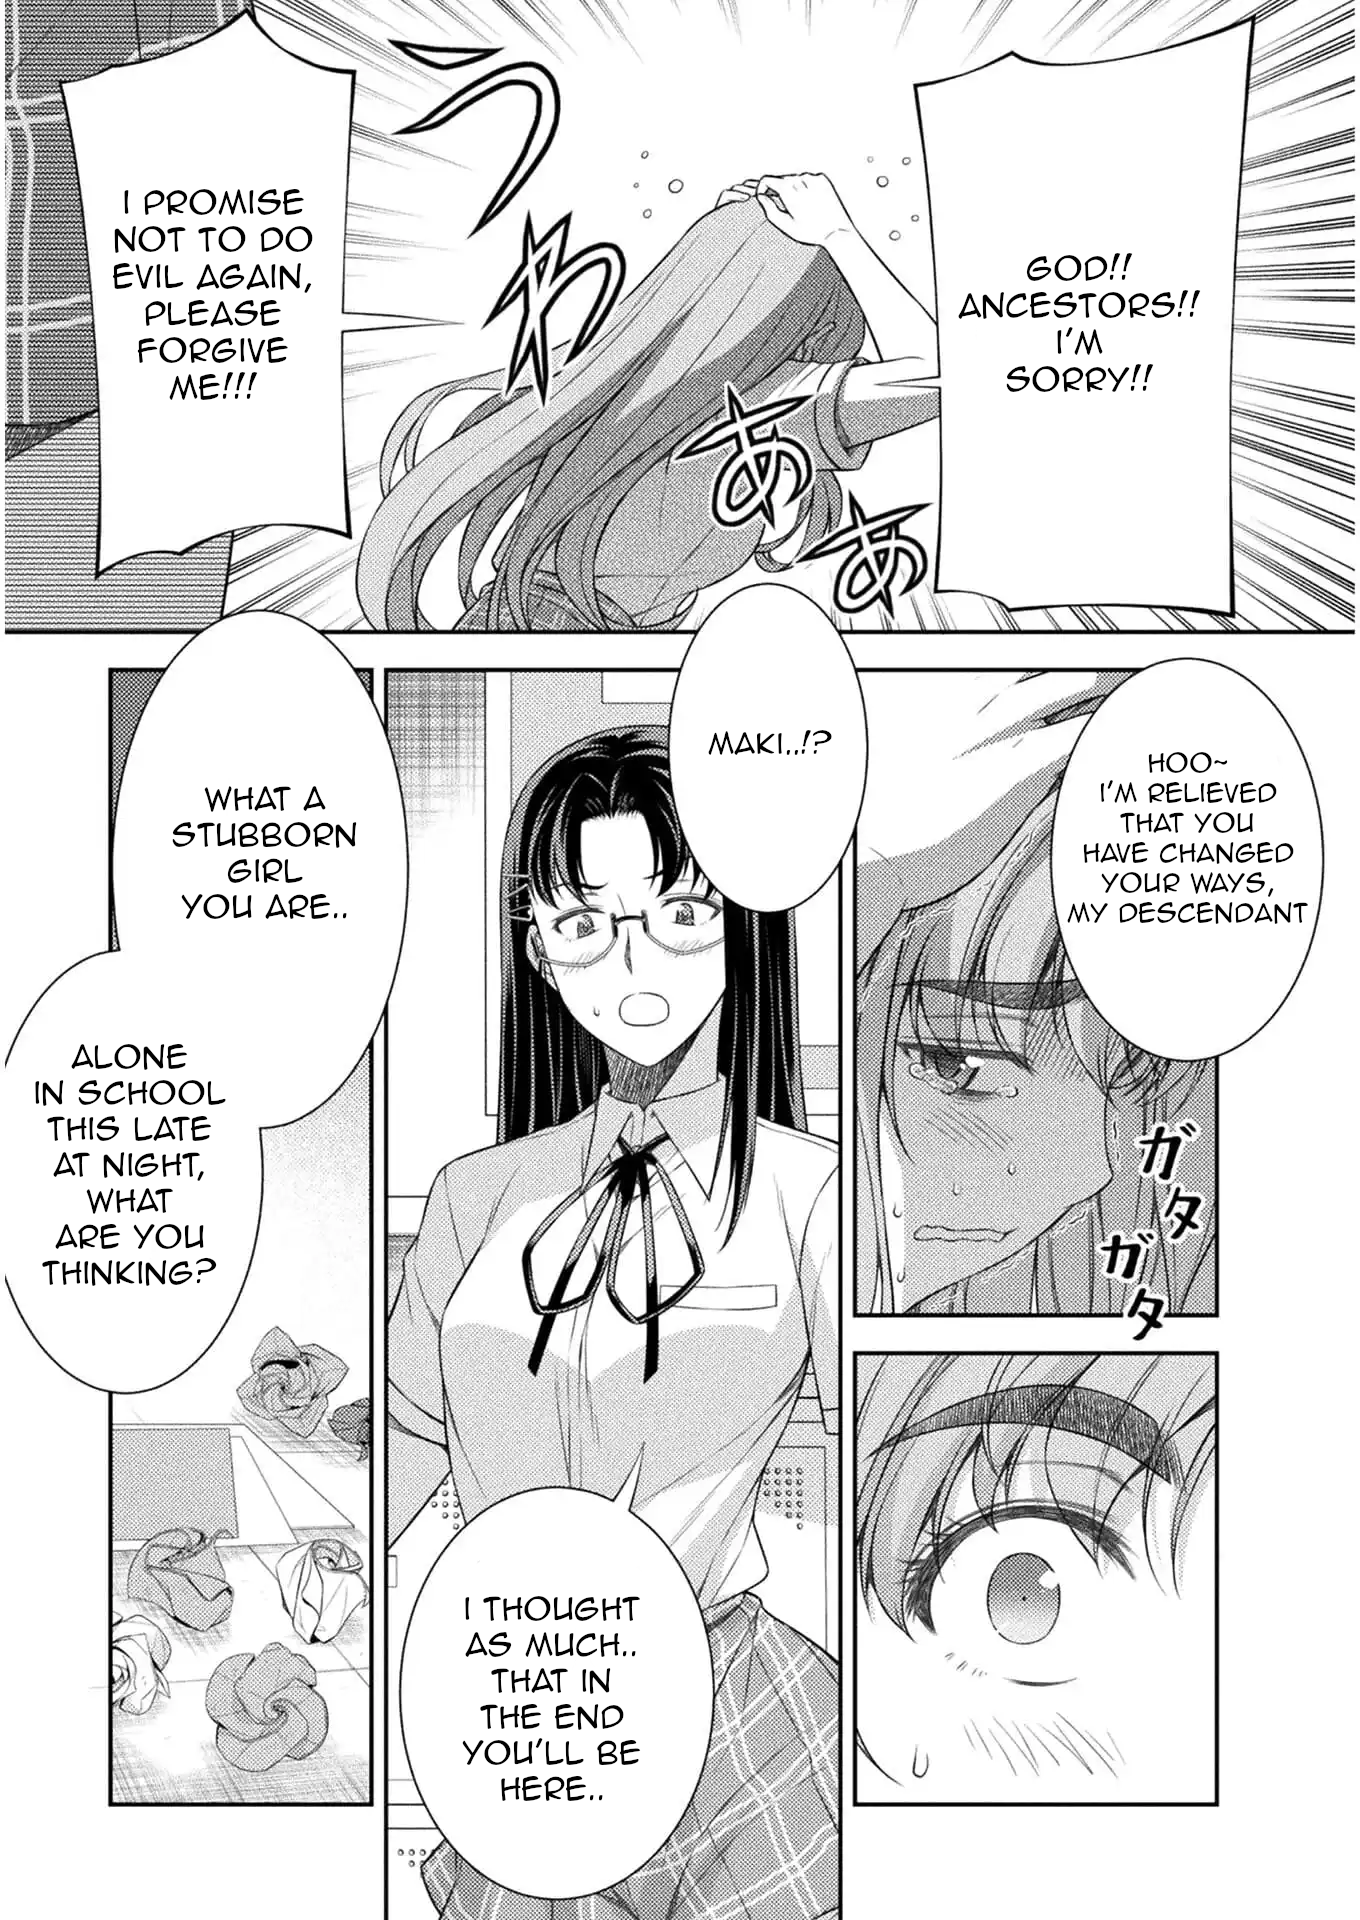 GOD!!
ANCESTORS!!
I'M
SORRY!!
うわ
ああ
I PROMISE
NOT TO DO
EVIL AGAIN,
PLEASE
FORGIVE
ME!!!
HOO~
I'M RELIEVED
THAT YOU
HAVE CHANGED
YOUR WAYS,
MY DESCENDANT
ガタ
ガタ
MAKI..!?
I THOUGHT
AS MUCH..
THAT IN
THE END
YOU'LL BE
HERE..
WHAT A
STUBBORN
GIRL
YOU ARE..
ALONE
IN SCHOOL
THIS LATE
AT NIGHT,
WHAT
ARE YOU
THINKING?